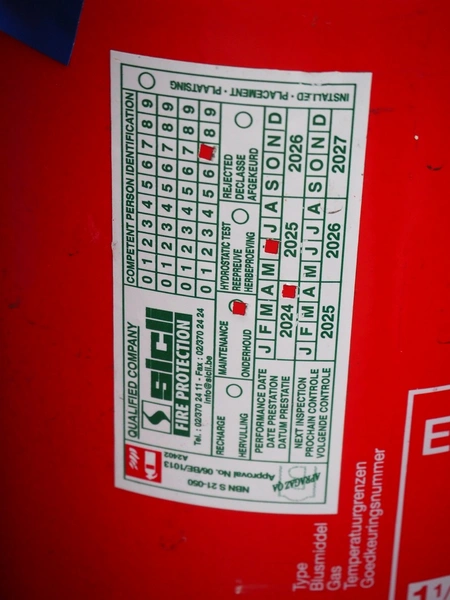 QUALIFIED COMPANY
sicli
FIRE PROTECTION
Tel. : 02/370 24 11 - Fax : 02/370 24 24
info@sicli.be
COMPETENT PERSON IDENTIFICATION
0 1 2 3 4 5 6 7 8 9
0 1 2 3 4 5 6 7 8 9
0 1 2 3 4 5 6 7 8 9
0 1 2 3 4 5 6 8 9
RECHARGE
HERVULLING
MAINTENANCE
ONDERHOUD
HYDROSTATIC TEST
REEPREUVE
HERBEPROEVING
REJECTED
DECLASSE
AFGEKEURD
PERFORMANCE DATE
DATE PRESTATION
DATUM PRESTATIE
J F M A M J A S O N D
2024 2025 2026
NEXT INSPECTION
PROCHAIN CONTROLE
VOLGENDE CONTROLE
J F M A M J J A S O N D
2025 2026 2027
INSTALLED · PLACEMENT · PLAATSING
NBN S 21-050
Approval No. 06/BE/1013
A2402
APRAGAZ QA
Type
Blusmiddel
Gas
Temperatuurgrenzen
Goedkeuringsnummer
E